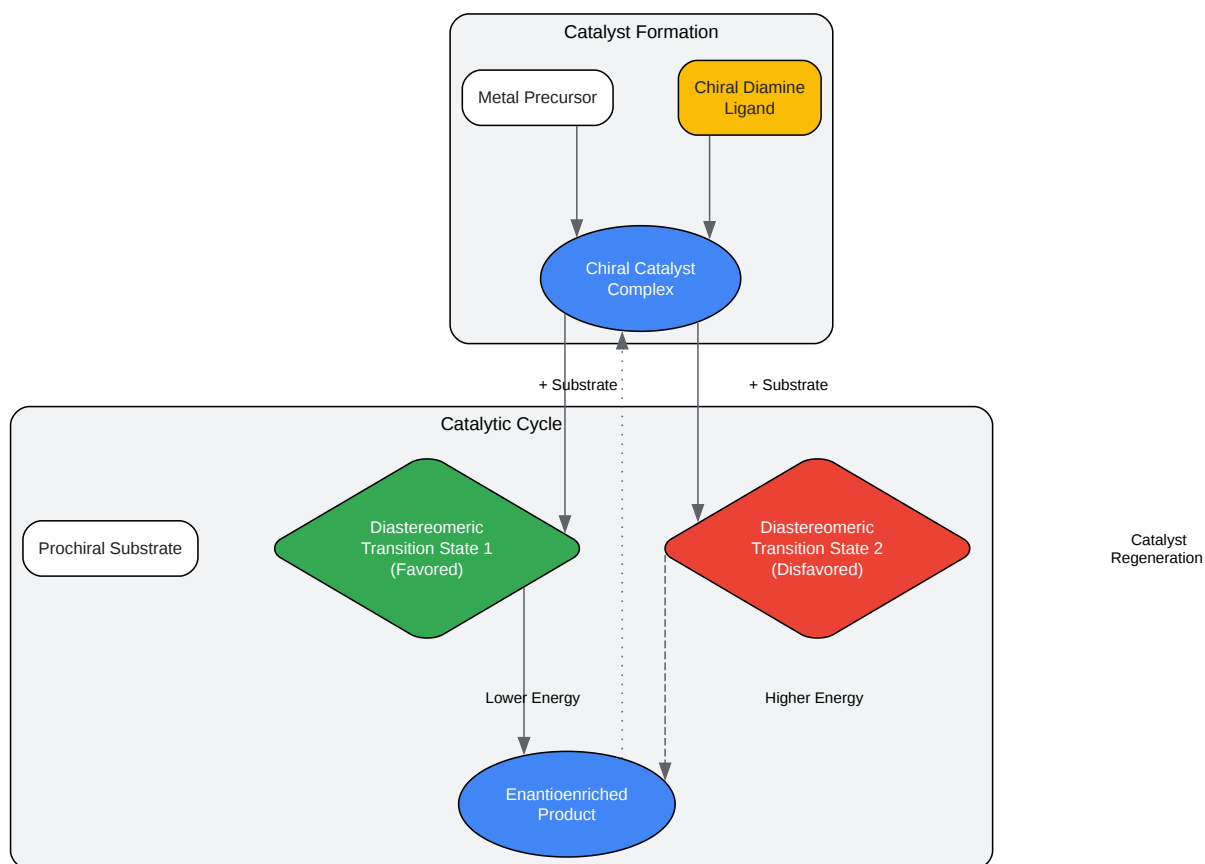 Catalyst Formation
Metal Precursor
Chiral Diamine
Ligand
Chiral Catalyst
Complex
+ Substrate
+ Substrate
Catalytic Cycle
Prochiral Substrate
Diastereomeric
Transition State 1
(Favored)
Diastereomeric
Transition State 2
(Disfavored)
Catalyst
Regeneration
Lower Energy
Higher Energy
Enantioenriched
Product